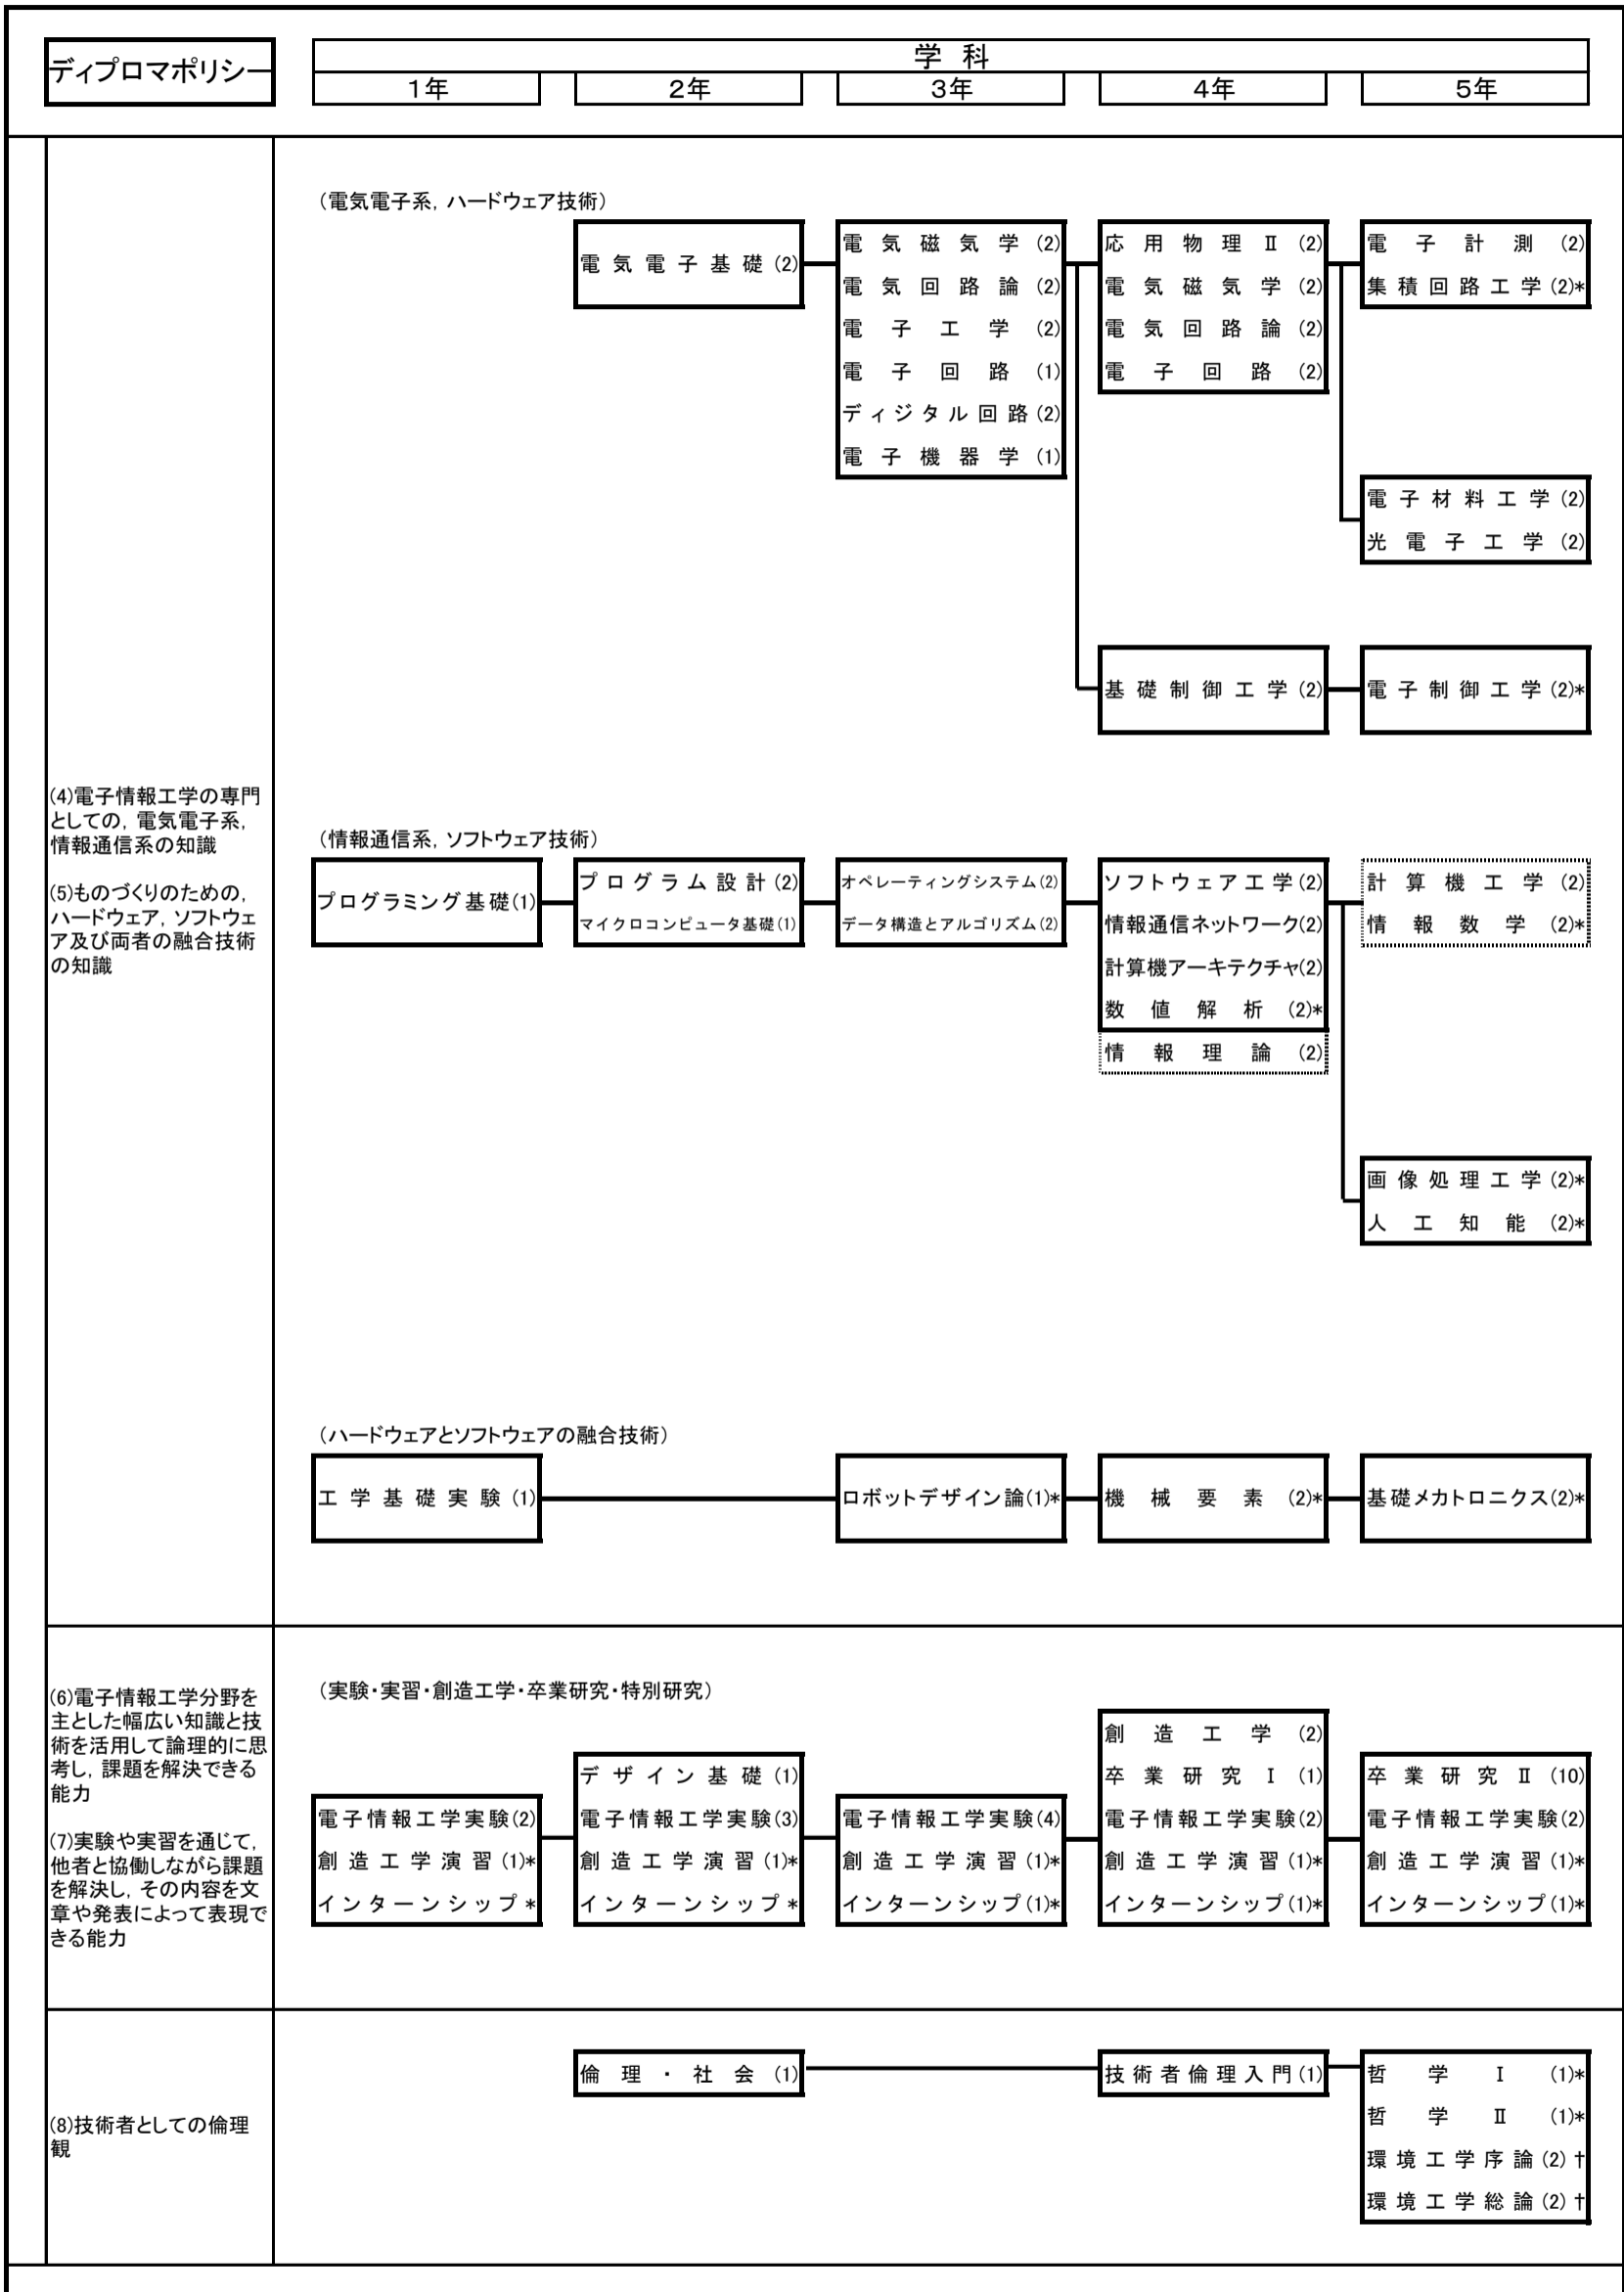 ディプロマポリシー
学 科
1年 2年 3年 4年 5年
(4)電子情報工学の専門
としての，電気電子系，
情報通信系の知識
(5)ものづくりのための，
ハードウェア，ソフトウェ
ア及び両者の融合技術
の知識
（電気電子系，ハードウェア技術）
電気電子基礎(2)
電気磁気学(2)
電気回路論(2)
電子工学(2)
電子回路(1)
ディジタル回路(2)
電子機器学(1)
応用物理Ⅱ(2)
電気磁気学(2)
電気回路論(2)
電子回路(2)
電子計測(2)
集積回路工学(2)*
電子材料工学(2)
光電子工学(2)
基礎制御工学(2)
電子制御工学(2)*
（情報通信系，ソフトウェア技術）
プログラミング基礎(1)
プログラム設計(2)
マイクロコンピュータ基礎(1)
オペレーティングシステム(2)
データ構造とアルゴリズム(2)
ソフトウェア工学(2)
情報通信ネットワーク(2)
計算機アーキテクチャ(2)
数値解析(2)*
情報理論(2)
計算機工学(2)
情報数学(2)*
画像処理工学(2)*
人工知能(2)*
（ハードウェアとソフトウェアの融合技術）
工学基礎実験(1)
ロボットデザイン論(1)*
機械要素(2)*
基礎メカトロニクス(2)*
(6)電子情報工学分野を
主とした幅広い知識と技
術を活用して論理的に思
考し，課題を解決できる
能力
(7)実験や実習を通じて，
他者と協働しながら課題
を解決し，その内容を文
章や発表によって表現で
きる能力
（実験・実習・創造工学・卒業研究・特別研究）
電子情報工学実験(2)
創造工学演習(1)*
インターンシップ*
デザイン基礎(1)
電子情報工学実験(3)
創造工学演習(1)*
インターンシップ*
電子情報工学実験(4)
創造工学演習(1)*
インターンシップ(1)*
創造工学(2)
卒業研究Ⅰ(1)
電子情報工学実験(2)
創造工学演習(1)*
インターンシップ(1)*
卒業研究Ⅱ(10)
電子情報工学実験(2)
創造工学演習(1)*
インターンシップ(1)*
(8)技術者としての倫理
観
倫理・社会(1)
技術者倫理入門(1)
哲学Ⅰ(1)*
哲学Ⅱ(1)*
環境工学序論(2)†
環境工学総論(2)†